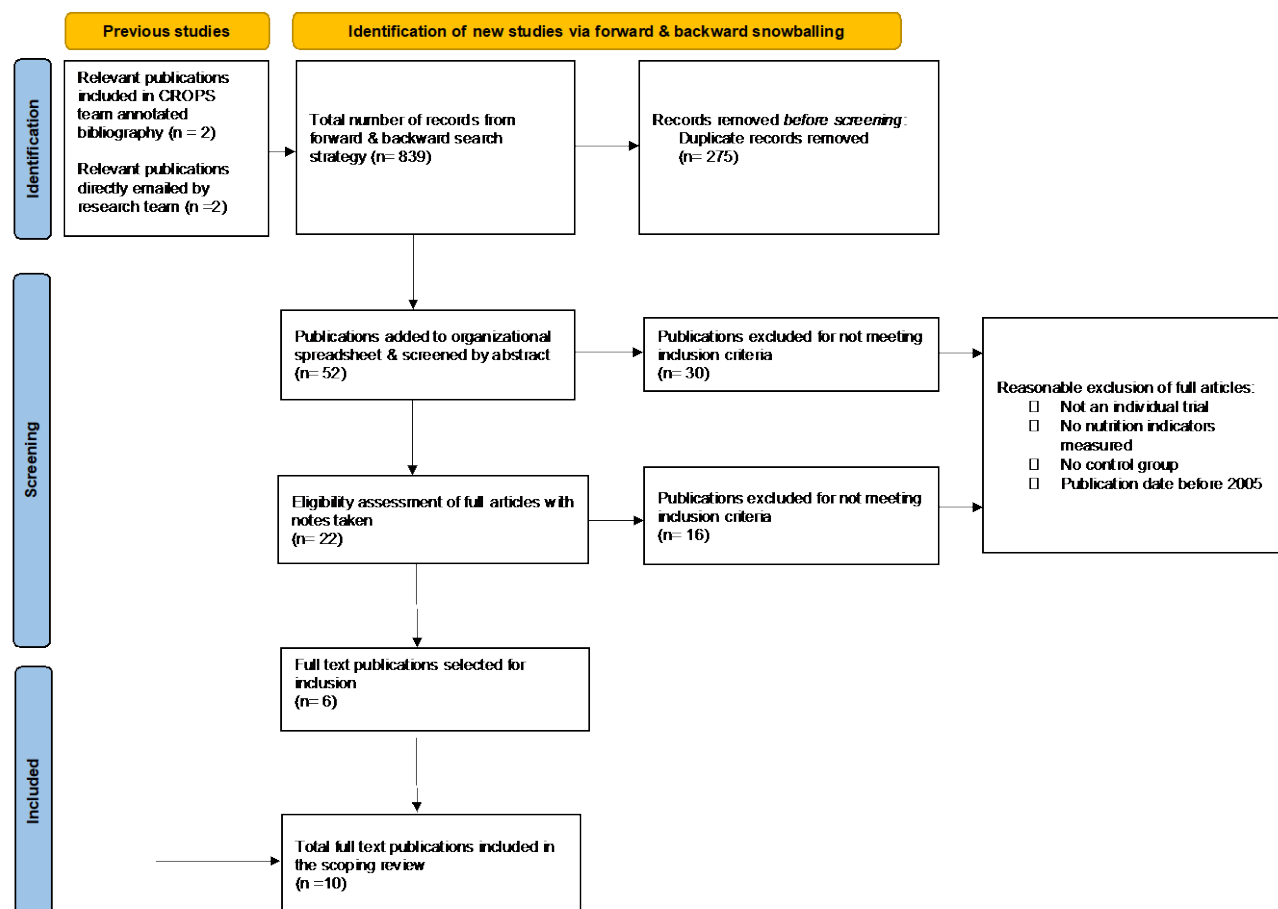 Previous studies
Identification of new studies via forward & backward snowballing
Identification
Relevant publications
included in CROPS
team annotated
bibliography (n = 2)
Relevant publications
directly emailed by
research team (n =2)
Total number of records from
forward & backward search
strategy (n= 839)
Records removed before screening:
Duplicate records removed
(n= 275)
Screening
Publications added to organizational
spreadsheet & screened by abstract
(n= 52)
Publications excluded for not meeting
inclusion criteria
(n= 30)
Reasonable exclusion of full articles:
Not an individual trial
No nutrition indicators
measured
No control group
Publication date before 2005
Eligibility assessment of full articles with
notes taken
(n= 22)
Publications excluded for not meeting
inclusion criteria
(n= 16)
Included
Full text publications selected for
inclusion
(n= 6)
Total full text publications included in
the scoping review
(n =10)